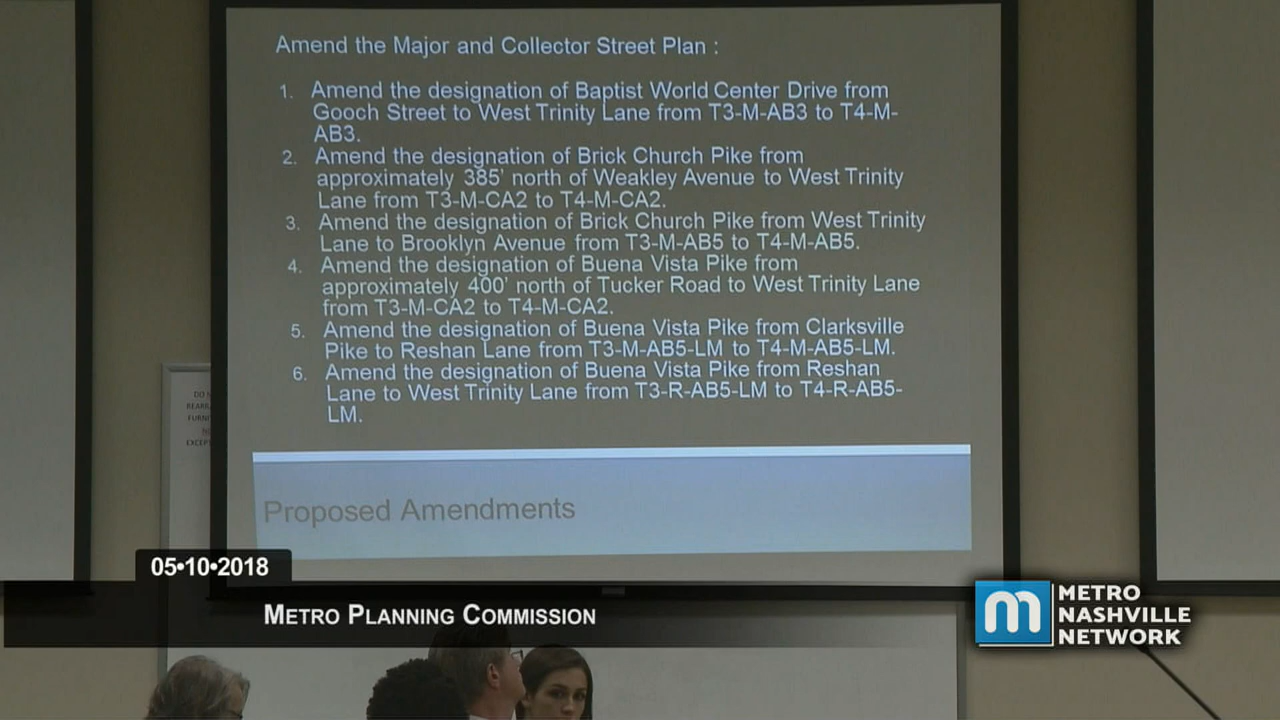 Amend the Major and Collector Street Plan :
1. Amend the designation of Baptist World Center Drive from
Gooch Street to West Trinity Lane from T3-M-AB3 to T4-M-
AB3.
2. Amend the designation of Brick Church Pike from
approximately 385' north of Weakley Avenue to West Trinity
Lane from T3-M-CA2 to T4-M-CA2.
3. Amend the designation of Brick Church Pike from West Trinity
Lane to Brooklyn Avenue from T3-M-AB5 to T4-M-AB5.
4. Amend the designation of Buena Vista Pike from
approximately 400' north of Tucker Road to West Trinity Lane
from T3-M-CA2 to T4-M-CA2.
5. Amend the designation of Buena Vista Pike from Clarksville
Pike to Reshan Lane from T3-M-AB5-LM to T4-M-AB5-LM.
6. Amend the designation of Buena Vista Pike from Reshan
Lane to West Trinity Lane from T3-R-AB5-LM to T4-R-AB5-
LM.
DO
Proposed Amendments
05•10•2018
METRO PLANNING COMMISSION
m METRO
NASHVILLE
NETWORK